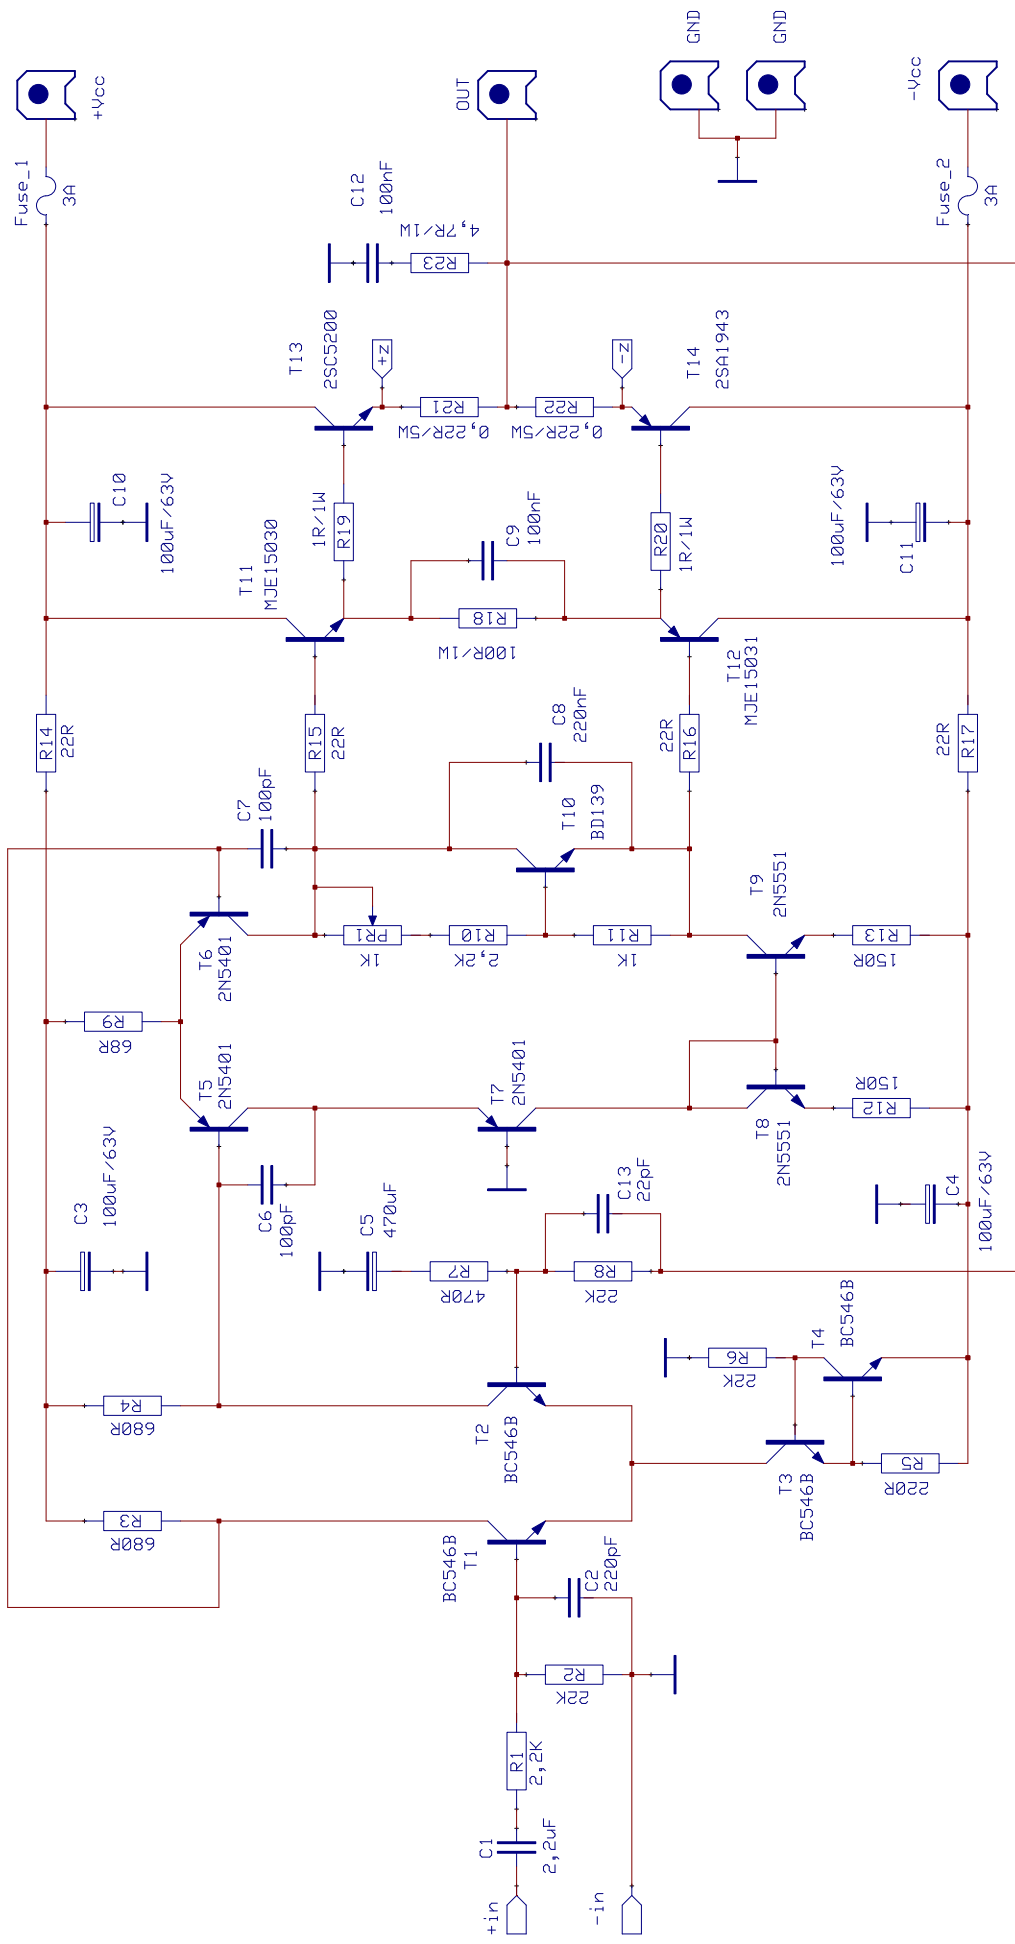 +Vcc
Fuse_1
3A
OUT
GND
GND
-Vcc
Fuse_2
3A
C12
100nF
R23
4,7R/1W
T13
2SC5200
+z
-z
T14
2SA1943
R21
0,22R/5W
R22
0,22R/5W
C10
100uF/63V
R19
1R/1W
C9
100nF
R20
1R/1W
C11
100uF/63V
T11
MJE15030
R18
100R/1W
T12
MJE15031
R14
22R
R15
22R
C8
220nF
R16
22R
R17
22R
C7
100pF
T10
BD139
T6
2N5401
PR1
1K
R10
2,2K
R11
1K
T9
2N5551
R13
150R
R9
68R
T5
2N5401
T7
2N5401
T8
2N5551
R12
150R
C3
100uF/63V
C6
100pF
C5
470uF
C13
22pF
C4
100uF/63V
R7
470R
R8
22K
R4
680R
T2
BC546B
R6
22K
T4
BC546B
T3
BC546B
R5
220R
R3
680R
T1
BC546B
C2
220pF
R2
22K
R1
2,2K
C1
2,2uF
+in
-in